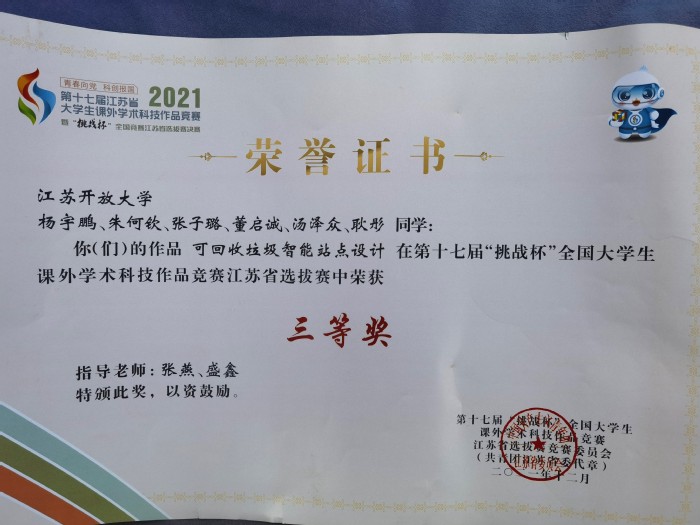 青春向党 科创报国
第十七届江苏省
大学生课外学术科技作品竞赛
2021
暨“挑战杯”全国竞赛江苏省选拔赛决赛
荣誉证书
江苏开放大学
杨宇鹏、朱何钦、张子璐、董启诚、汤泽众、耿彤 同学:
你(们)的作品 可回收垃圾智能站点设计 在第十七届“挑战杯”全国大学生
课外学术科技作品竞赛江苏省选拔赛中荣获
三等奖
指导老师:张燕、盛鑫
特颁此奖,以资鼓励。
第十七届“挑战杯”全国大学生
课外学术科技作品竞赛
江苏省选拔赛竞赛委员会
(共青团江苏省委代章)
二〇二一年十二月